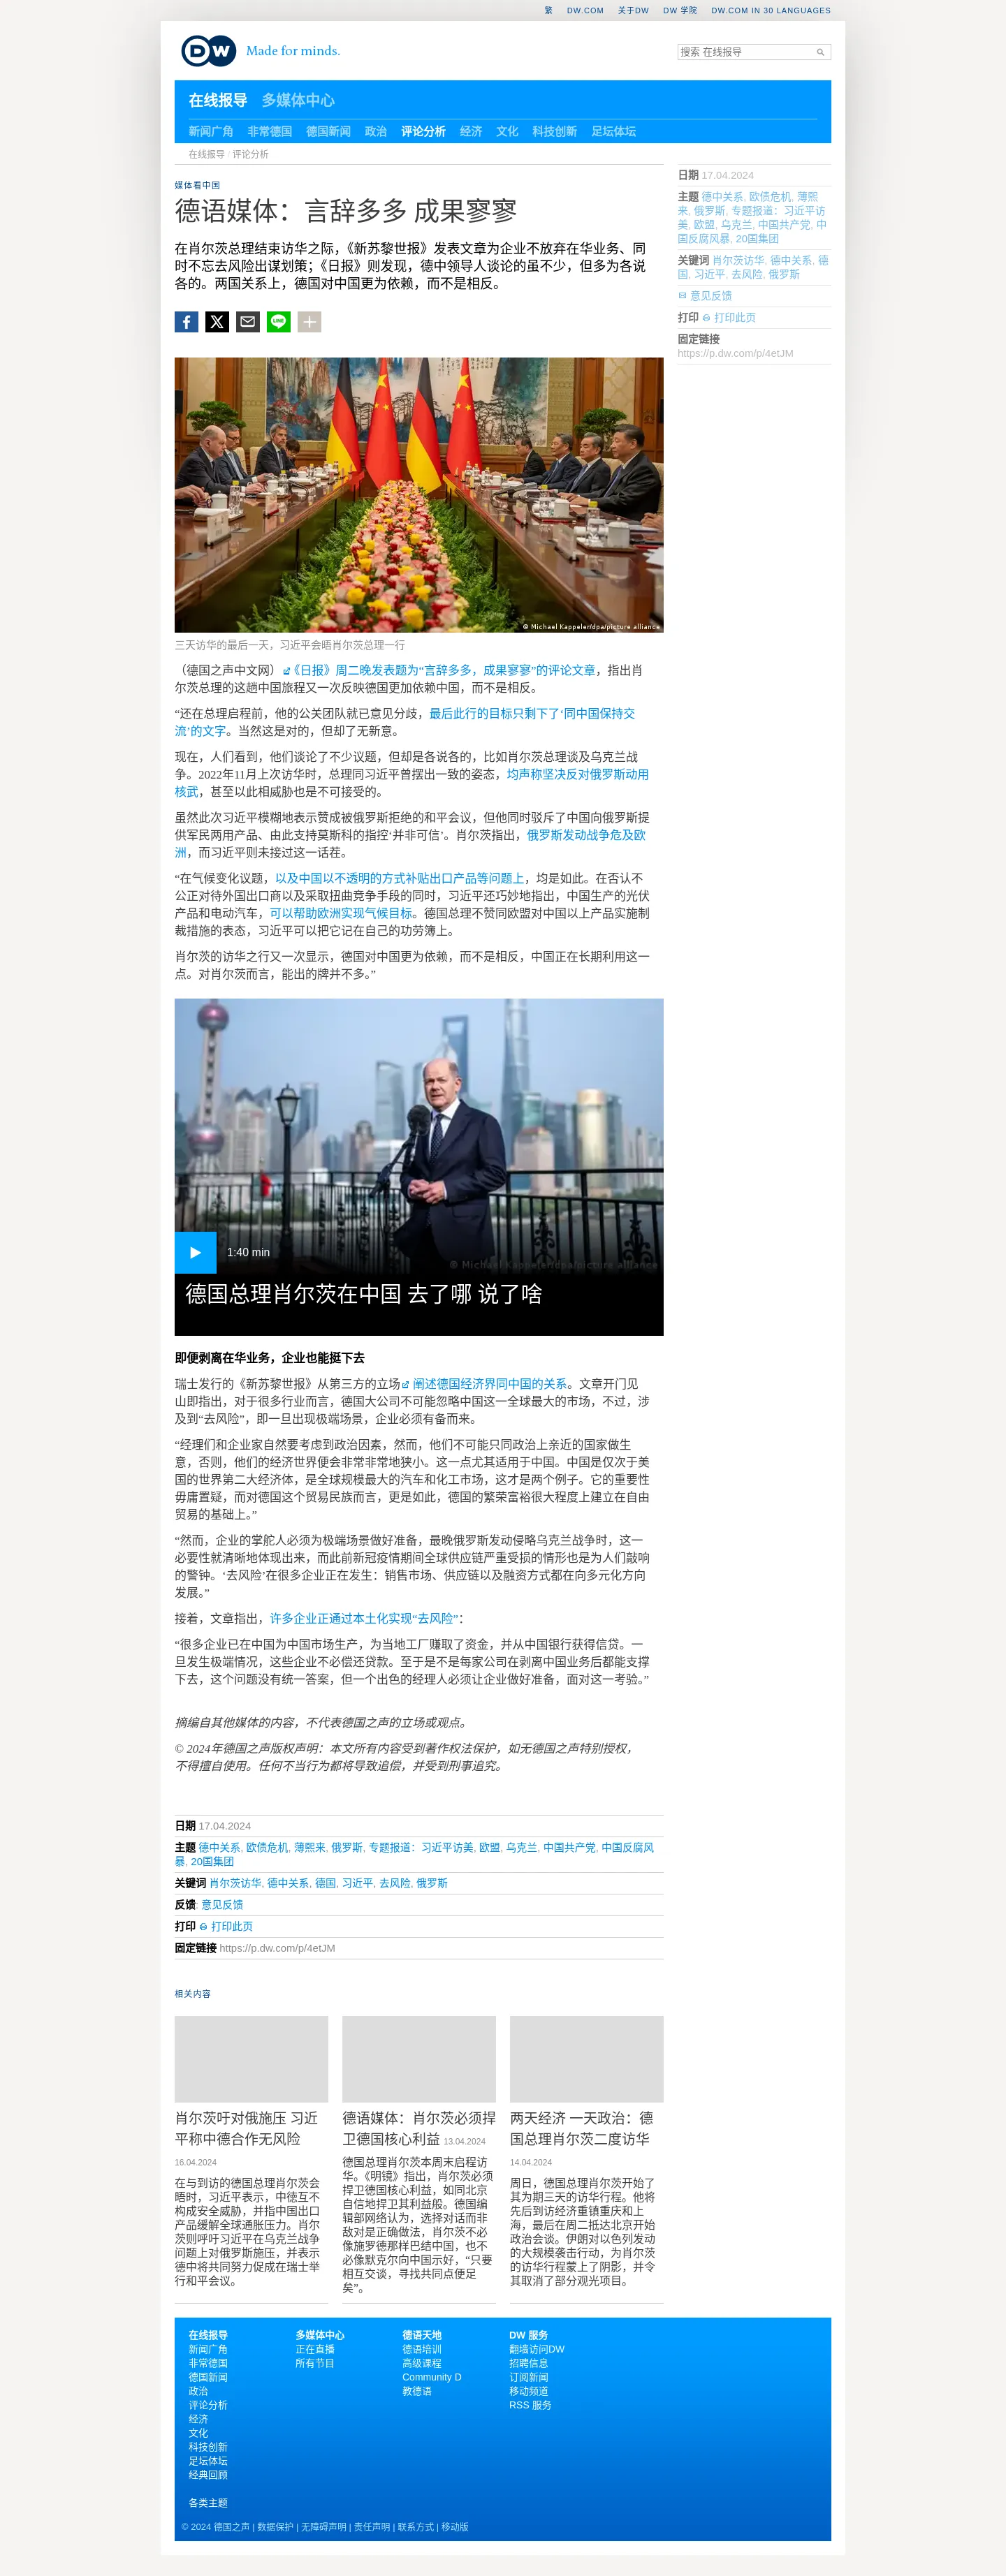 繁 DW.COM 关于DW DW 学院 DW.COM IN 30 LANGUAGES
DW Made for minds.
搜索 在线报导
在线报导 多媒体中心
新闻广角 非常德国 德国新闻 政治 评论分析 经济 文化 科技创新 足坛体坛
在线报导 / 评论分析
媒体看中国
德语媒体：言辞多多 成果寥寥
在肖尔茨总理结束访华之际，《新苏黎世报》发表文章为企业不放弃在华业务、同
时不忘去风险出谋划策；《日报》则发现，德中领导人谈论的虽不少，但多为各说
各的。两国关系上，德国对中国更为依赖，而不是相反。
© Michael Kappeler/dpa/picture alliance
三天访华的最后一天，习近平会晤肖尔茨总理一行
（德国之声中文网）《日报》周二晚发表题为“言辞多多，成果寥寥”的评论文章，指出肖
尔茨总理的这趟中国旅程又一次反映德国更加依赖中国，而不是相反。
“还在总理启程前，他的公关团队就已意见分歧，最后此行的目标只剩下了‘同中国保持交
流’的文字。当然这是对的，但却了无新意。
现在，人们看到，他们谈论了不少议题，但却是各说各的，比如肖尔茨总理谈及乌克兰战
争。2022年11月上次访华时，总理同习近平曾摆出一致的姿态，均声称坚决反对俄罗斯动用
核武，甚至以此相威胁也是不可接受的。
虽然此次习近平模糊地表示赞成被俄罗斯拒绝的和平会议，但他同时驳斥了中国向俄罗斯提
供军民两用产品、由此支持莫斯科的指控‘并非可信’。肖尔茨指出，俄罗斯发动战争危及欧
洲，而习近平则未接过这一话茬。
“在气候变化议题，以及中国以不透明的方式补贴出口产品等问题上，均是如此。在否认不
公正对待外国出口商以及采取扭曲竞争手段的同时，习近平还巧妙地指出，中国生产的光伏
产品和电动汽车，可以帮助欧洲实现气候目标。德国总理不赞同欧盟对中国以上产品实施制
裁措施的表态，习近平可以把它记在自己的功劳簿上。
肖尔茨的访华之行又一次显示，德国对中国更为依赖，而不是相反，中国正在长期利用这一
点。对肖尔茨而言，能出的牌并不多。”
1:40 min
© Michael Kappeler/dpa/picture alliance
德国总理肖尔茨在中国 去了哪 说了啥
即便剥离在华业务，企业也能挺下去
瑞士发行的《新苏黎世报》从第三方的立场阐述德国经济界同中国的关系。文章开门见
山即指出，对于很多行业而言，德国大公司不可能忽略中国这一全球最大的市场，不过，涉
及到“去风险”，即一旦出现极端场景，企业必须有备而来。
“经理们和企业家自然要考虑到政治因素，然而，他们不可能只同政治上亲近的国家做生
意，否则，他们的经济世界便会非常非常地狭小。这一点尤其适用于中国。中国是仅次于美
国的世界第二大经济体，是全球规模最大的汽车和化工市场，这才是两个例子。它的重要性
毋庸置疑，而对德国这个贸易民族而言，更是如此，德国的繁荣富裕很大程度上建立在自由
贸易的基础上。”
“然而，企业的掌舵人必须为极端场景做好准备，最晚俄罗斯发动侵略乌克兰战争时，这一
必要性就清晰地体现出来，而此前新冠疫情期间全球供应链严重受损的情形也是为人们敲响
的警钟。‘去风险’在很多企业正在发生：销售市场、供应链以及融资方式都在向多元化方向
发展。”
接着，文章指出，许多企业正通过本土化实现“去风险”：
“很多企业已在中国为中国市场生产，为当地工厂赚取了资金，并从中国银行获得信贷。一
旦发生极端情况，这些企业不必偿还贷款。至于是不是每家公司在剥离中国业务后都能支撑
下去，这个问题没有统一答案，但一个出色的经理人必须让企业做好准备，面对这一考验。”
摘编自其他媒体的内容，不代表德国之声的立场或观点。
© 2024年德国之声版权声明：本文所有内容受到著作权法保护，如无德国之声特别授权，
不得擅自使用。任何不当行为都将导致追偿，并受到刑事追究。
日期 17.04.2024
主题 德中关系, 欧债危机, 薄熙来, 俄罗斯, 专题报道：习近平访美, 欧盟, 乌克兰, 中国共产党, 中国反腐风
暴, 20国集团
关键词 肖尔茨访华, 德中关系, 德国, 习近平, 去风险, 俄罗斯
反馈: 意见反馈
打印 打印此页
固定链接 https://p.dw.com/p/4etJM
日期 17.04.2024
主题 德中关系, 欧债危机, 薄熙
来, 俄罗斯, 专题报道：习近平访
美, 欧盟, 乌克兰, 中国共产党, 中
国反腐风暴, 20国集团
关键词 肖尔茨访华, 德中关系, 德
国, 习近平, 去风险, 俄罗斯
意见反馈
打印 打印此页
固定链接
https://p.dw.com/p/4etJM
相关内容
肖尔茨吁对俄施压 习近
平称中德合作无风险
16.04.2024
在与到访的德国总理肖尔茨会
晤时，习近平表示，中德互不
构成安全威胁，并指中国出口
产品缓解全球通胀压力。肖尔
茨则呼吁习近平在乌克兰战争
问题上对俄罗斯施压，并表示
德中将共同努力促成在瑞士举
行和平会议。
德语媒体：肖尔茨必须捍
卫德国核心利益 13.04.2024
德国总理肖尔茨本周末启程访
华。《明镜》指出，肖尔茨必须
捍卫德国核心利益，如同北京
自信地捍卫其利益般。德国编
辑部网络认为，选择对话而非
敌对是正确做法，肖尔茨不必
像施罗德那样巴结中国，也不
必像默克尔向中国示好，“只要
相互交谈，寻找共同点便足
矣”。
两天经济 一天政治：德
国总理肖尔茨二度访华
14.04.2024
周日，德国总理肖尔茨开始了
其为期三天的访华行程。他将
先后到访经济重镇重庆和上
海，最后在周二抵达北京开始
政治会谈。伊朗对以色列发动
的大规模袭击行动，为肖尔茨
的访华行程蒙上了阴影，并令
其取消了部分观光项目。
在线报导
新闻广角
非常德国
德国新闻
政治
评论分析
经济
文化
科技创新
足坛体坛
经典回顾
各类主题
多媒体中心
正在直播
所有节目
德语天地
德语培训
高级课程
Community D
教德语
DW 服务
翻墙访问DW
招聘信息
订阅新闻
移动频道
RSS 服务
© 2024 德国之声 | 数据保护 | 无障碍声明 | 责任声明 | 联系方式 | 移动版